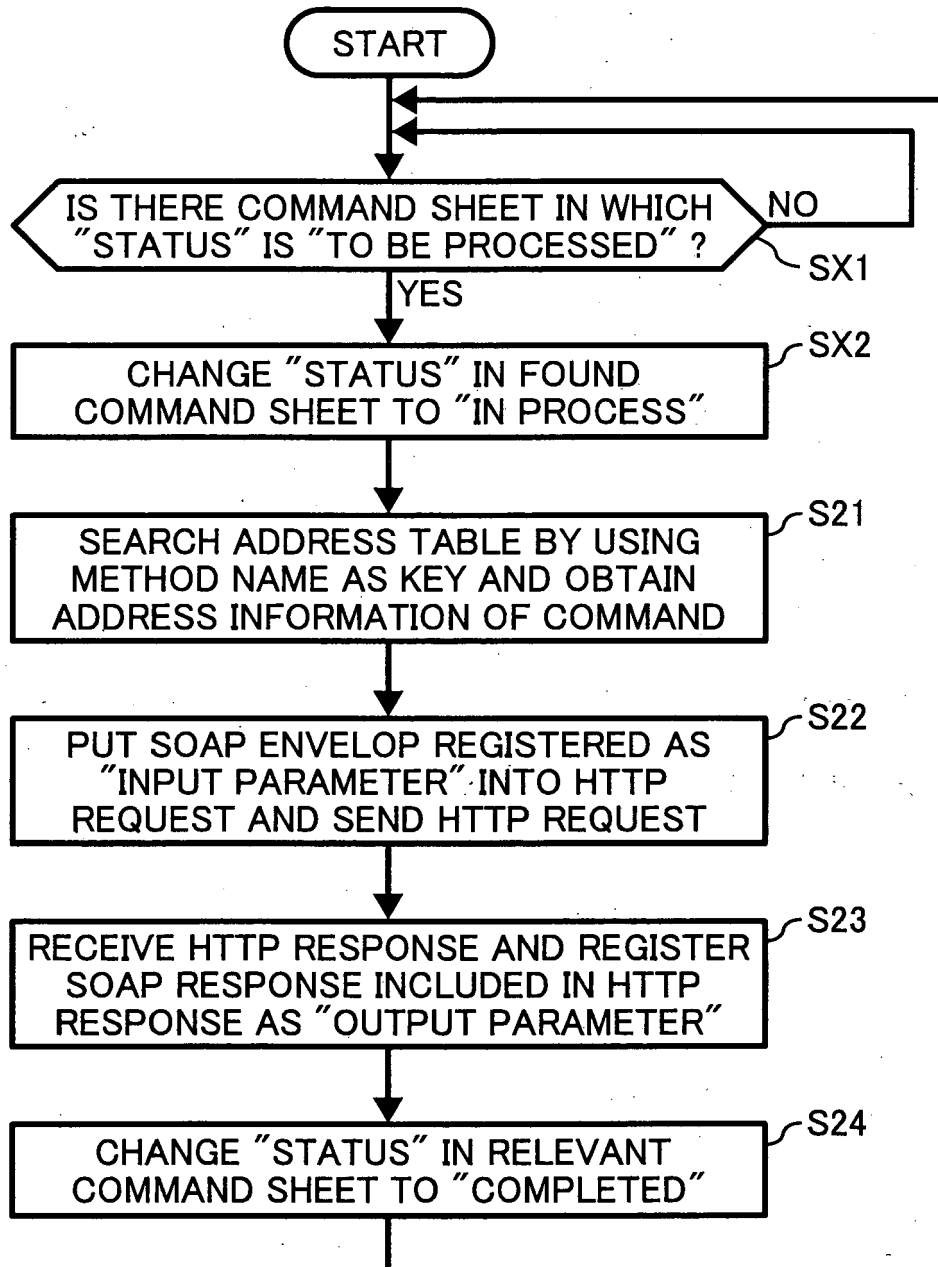 START
IS THERE COMMAND SHEET IN WHICH
"STATUS" IS "TO BE PROCESSED" ?
NO
SX1
YES
SX2
CHANGE "STATUS" IN FOUND
COMMAND SHEET TO "IN PROCESS"
S21
SEARCH ADDRESS TABLE BY USING
METHOD NAME AS KEY AND OBTAIN
ADDRESS INFORMATION OF COMMAND
S22
PUT SOAP ENVELOP REGISTERED AS
"INPUT PARAMETER" INTO HTTP
REQUEST AND SEND HTTP REQUEST
S23
RECEIVE HTTP RESPONSE AND REGISTER
SOAP RESPONSE INCLUDED IN HTTP
RESPONSE AS "OUTPUT PARAMETER"
S24
CHANGE "STATUS" IN RELEVANT
COMMAND SHEET TO "COMPLETED"